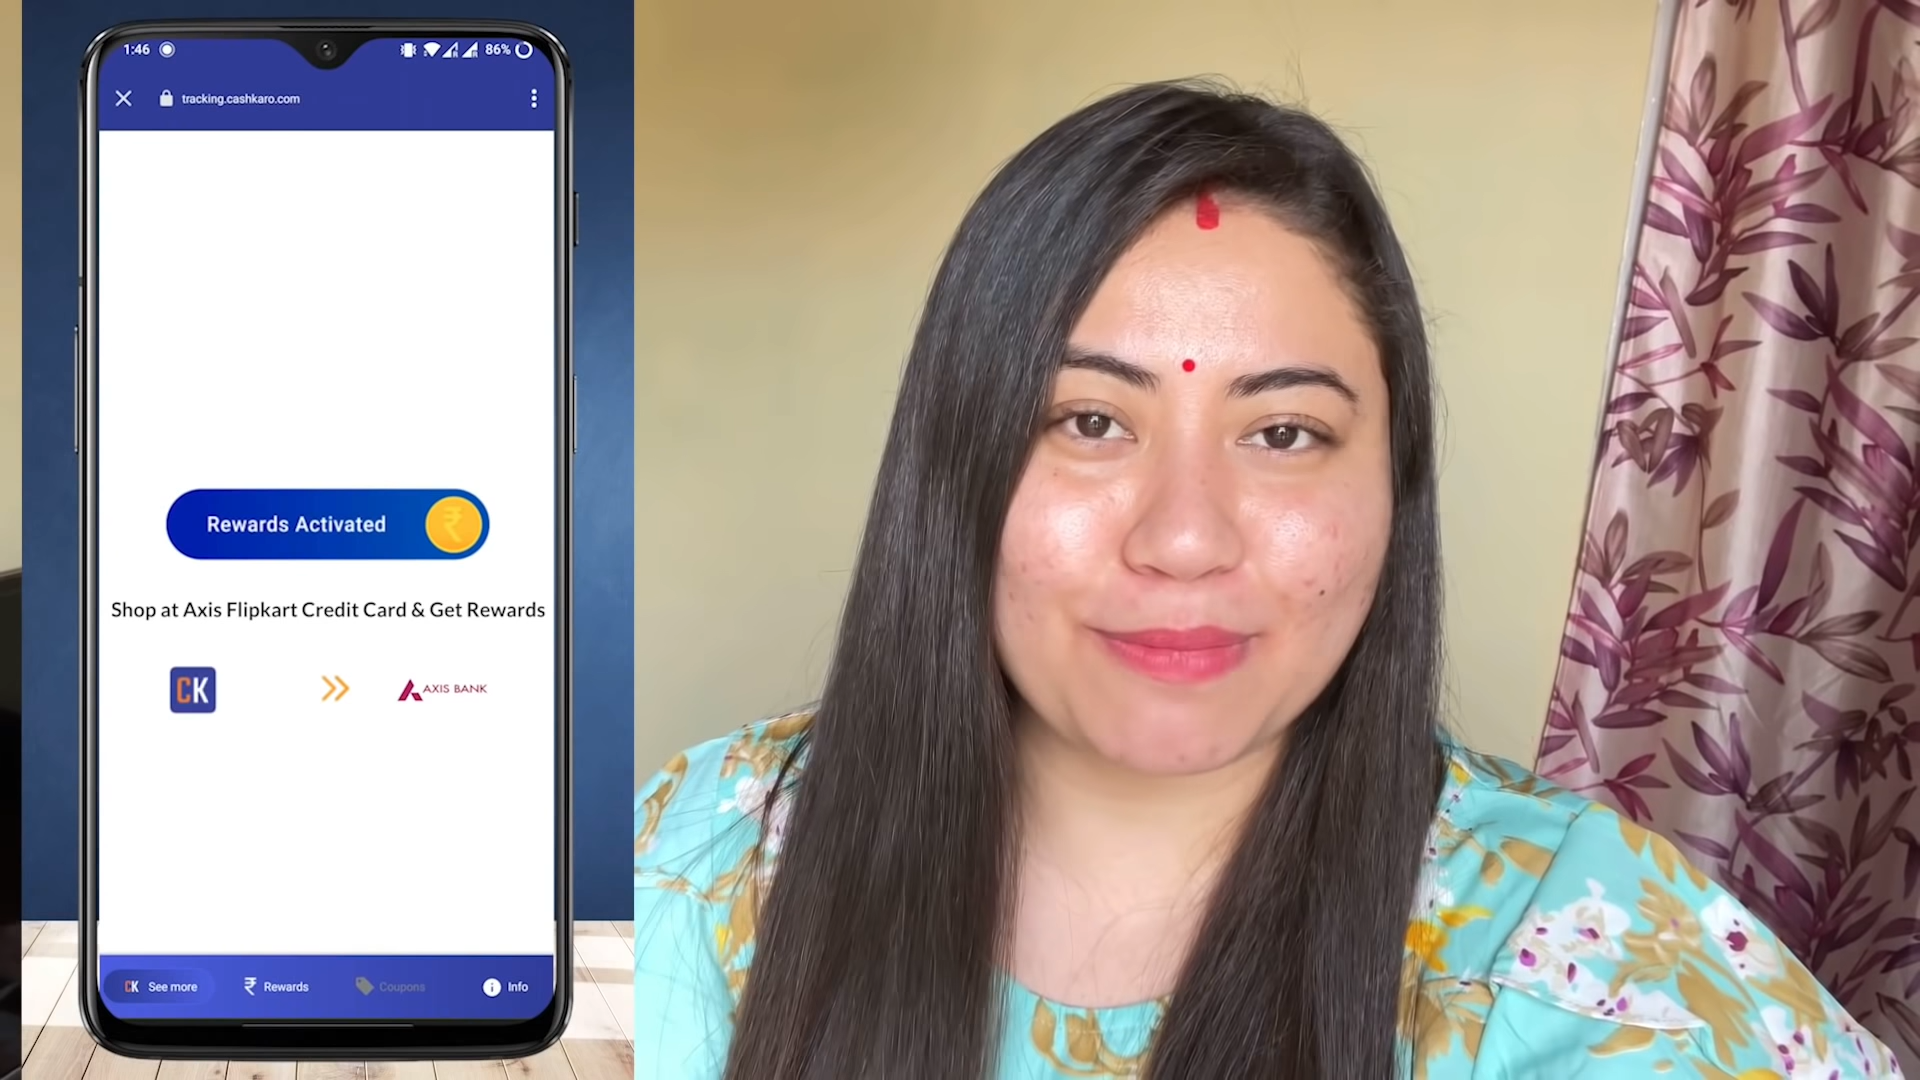 1:46
86%
tracking.cashkaro.com
Rewards Activated
Shop at Axis Flipkart Credit Card & Get Rewards
CK
AXIS BANK
CK See more
₹ Rewards
Coupons
Info